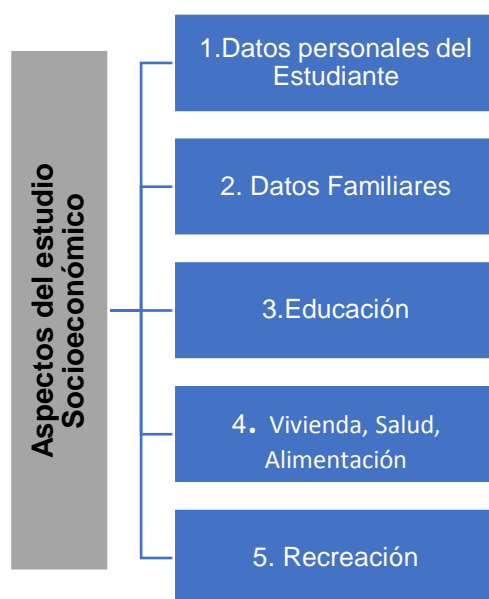 Aspectos del estudio
Socioeconómico
1.Datos personales del
Estudiante
2. Datos Familiares
3.Educación
4. Vivienda, Salud,
Alimentación
5. Recreación